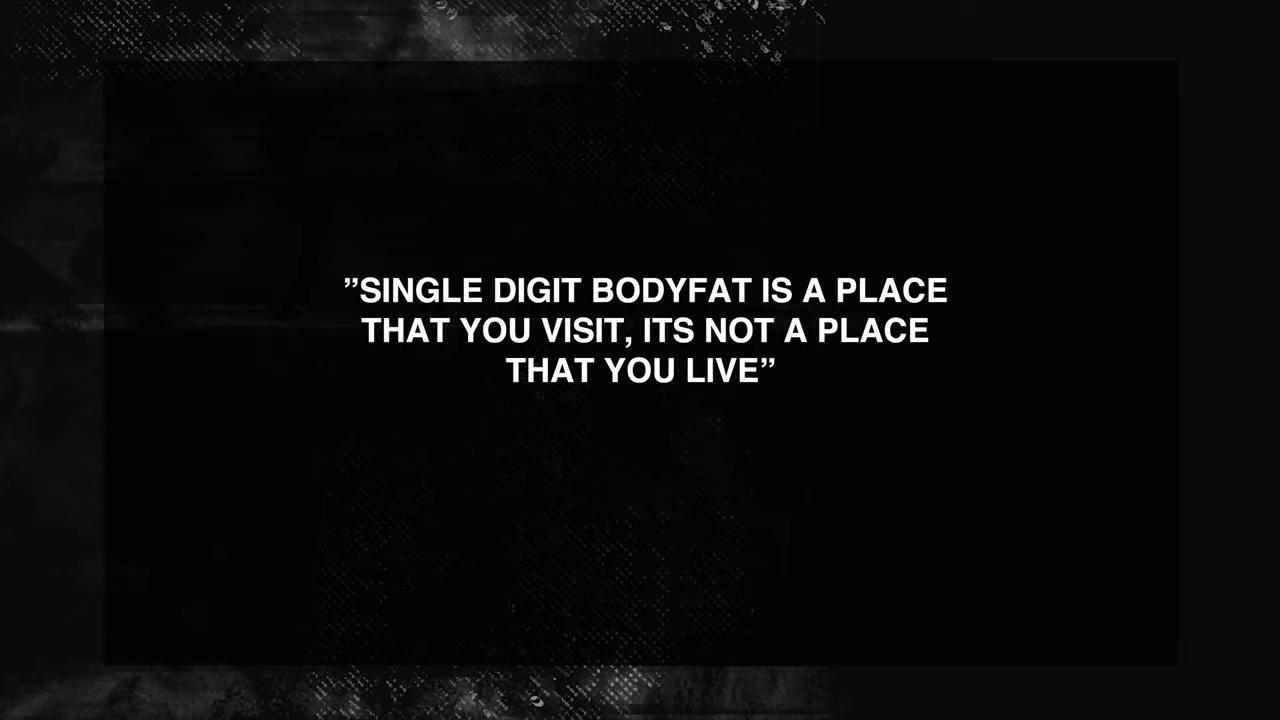 ”SINGLE DIGIT BODYFAT IS A PLACE
THAT YOU VISIT, ITS NOT A PLACE
THAT YOU LIVE”